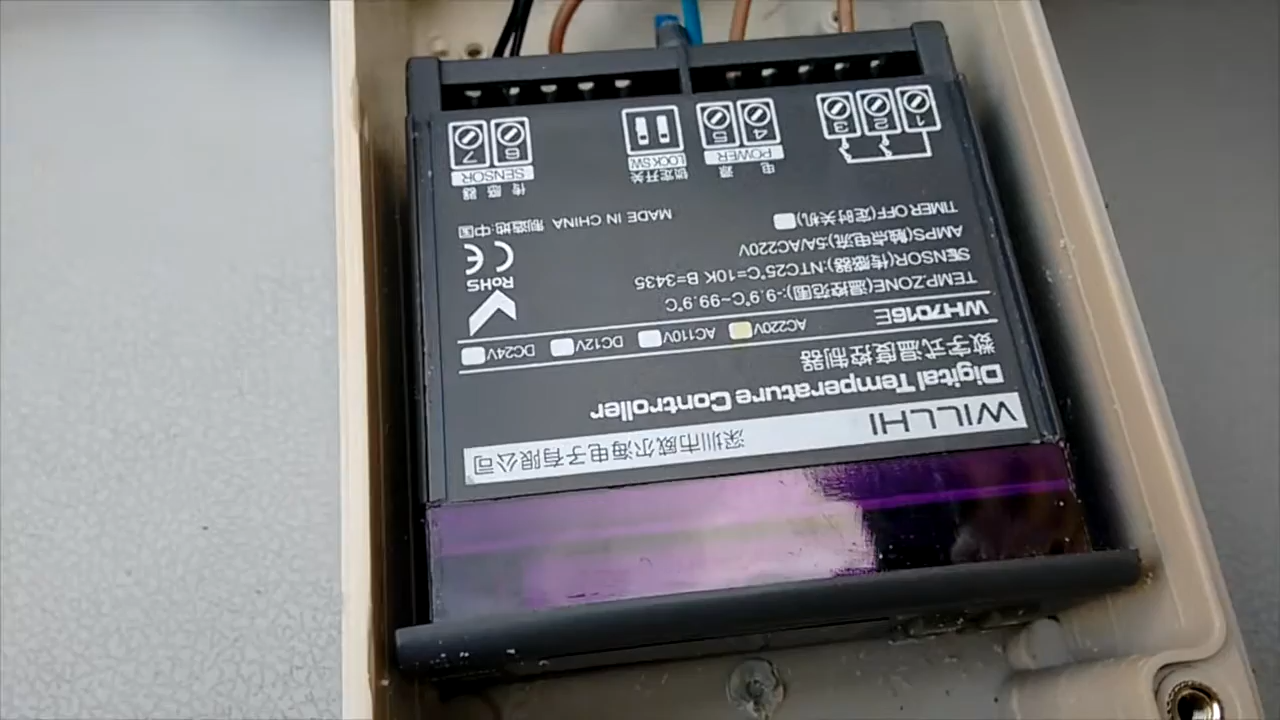 WILLHI 深圳市威尔海电子有限公司
Digital Temperature Controller
数字式温度控制器
WH7016E AC220V AC110V DC12V DC24V
TEMP.ZONE(温控范围):-9.9°C~99.9°C
SENSOR(传感器):NTC25°C=10K B=3435
AMPS(触点电流):5A/AC220V
TIMER OFF(定时关机)
RoHS
CE
MADE IN CHINA 制造地:中国
电 源 锁定开关 传 感 器
POWER LOCK SW SENSOR
1 2 3 4 5 6 7